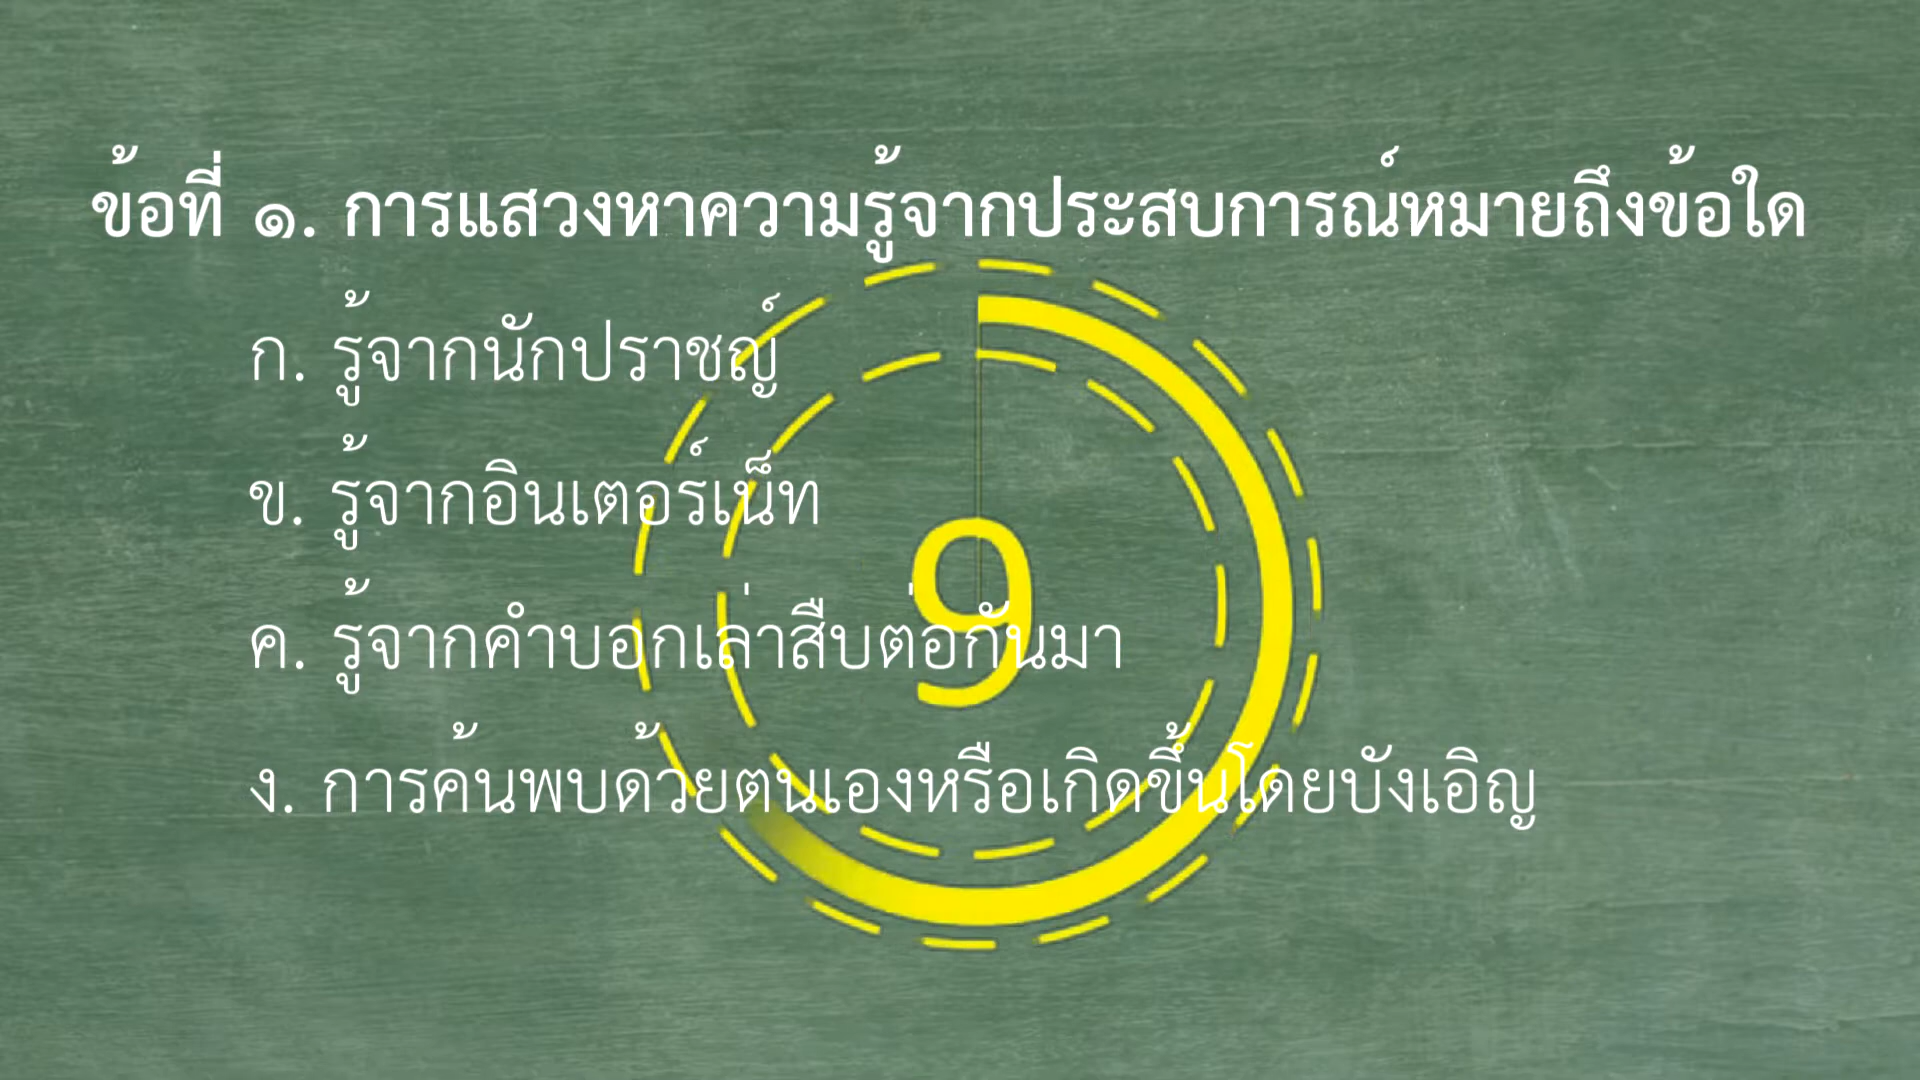 ข้อที่ ๑. การแสวงหาความรู้จากประสบการณ์หมายถึงข้อใด
ก. รู้จากนักปราชญ์
ข. รู้จากอินเตอร์เน็ท
9
ค. รู้จากคำบอกเล่าสืบต่อกันมา
ง. การค้นพบด้วยตนเองหรือเกิดขึ้นโดยบังเอิญ